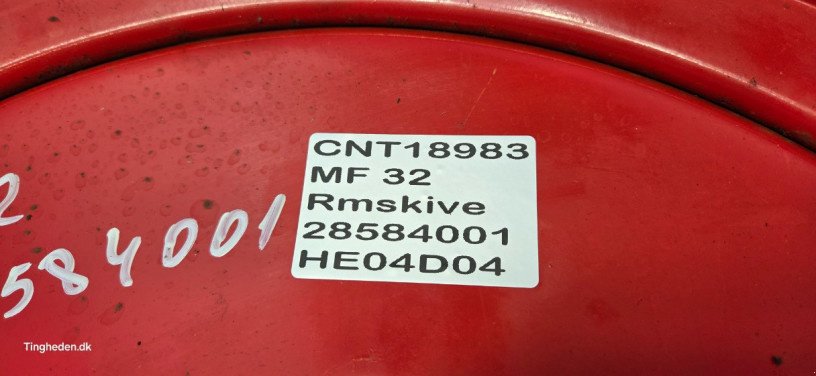 CNT18983
MF 32
Rmskive
28584001
HE04D04
2
584001
Tingheden.dk